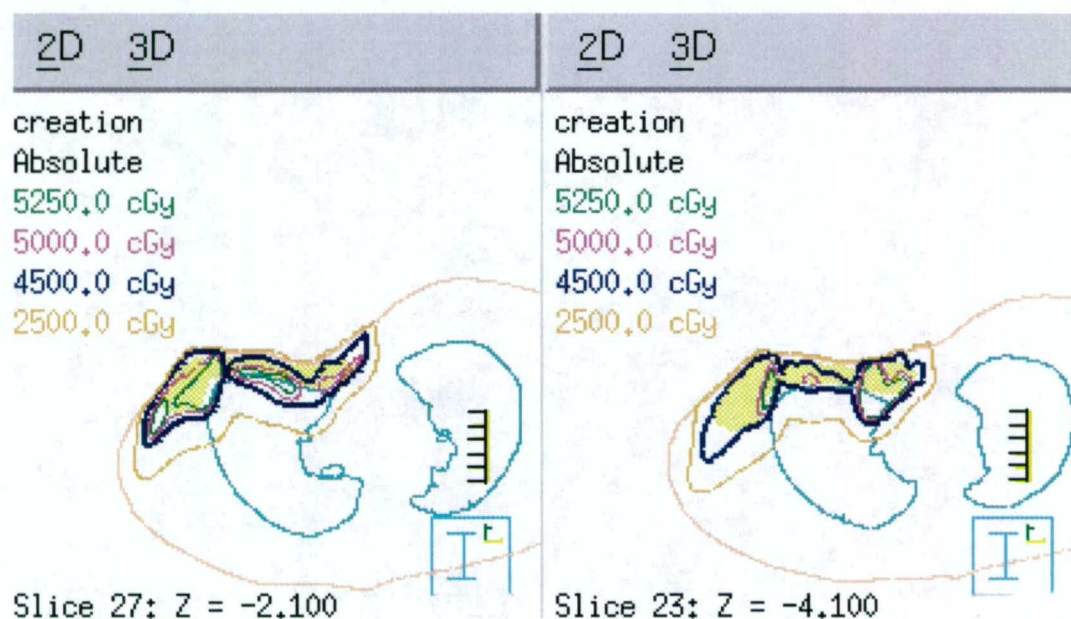 2D 3D
creation
Absolute
5250.0 cGy
5000.0 cGy
4500.0 cGy
2500.0 cGy
Slice 27: Z = -2.100
2D 3D
creation
Absolute
5250.0 cGy
5000.0 cGy
4500.0 cGy
2500.0 cGy
Slice 23: Z = -4.100